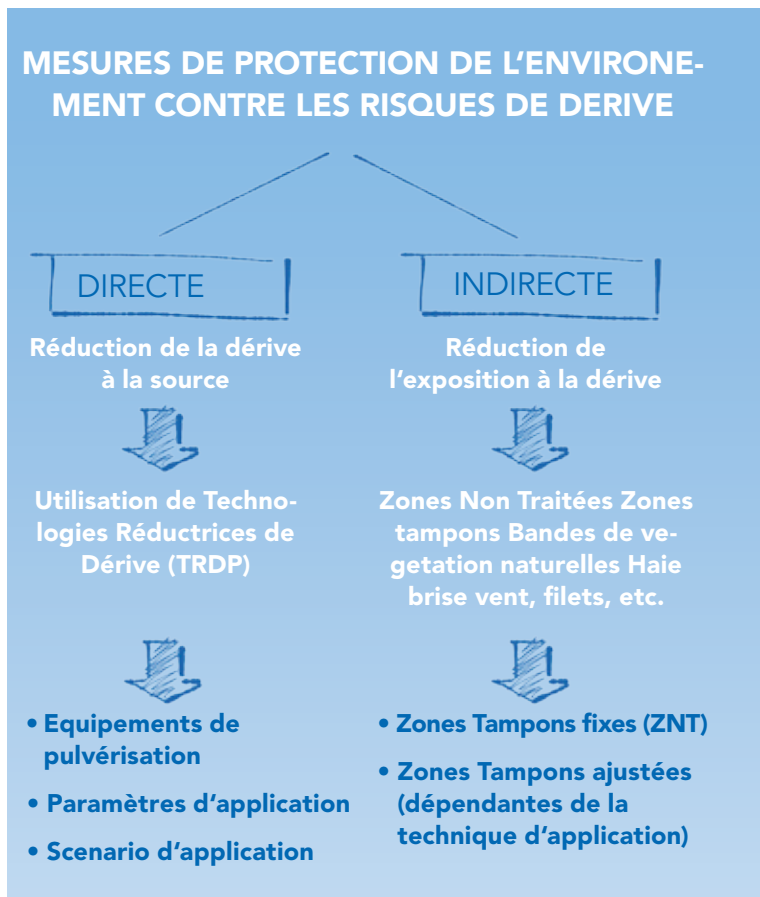 MESURES DE PROTECTION DE L'ENVIRONE-
MENT CONTRE LES RISQUES DE DERIVE
DIRECTE
Réduction de la dérive
à la source
Utilisation de Techno-
logies Réductrices de
Dérive (TRDP)
• Equipements de
pulvérisation
• Paramètres d'application
• Scenario d'application
INDIRECTE
Réduction de
l'exposition à la dérive
Zones Non Traitées Zones
tampons Bandes de ve-
getation naturelles Haie
brise vent, filets, etc.
• Zones Tampons fixes (ZNT)
• Zones Tampons ajustées
(dépendantes de la
technique d'application)